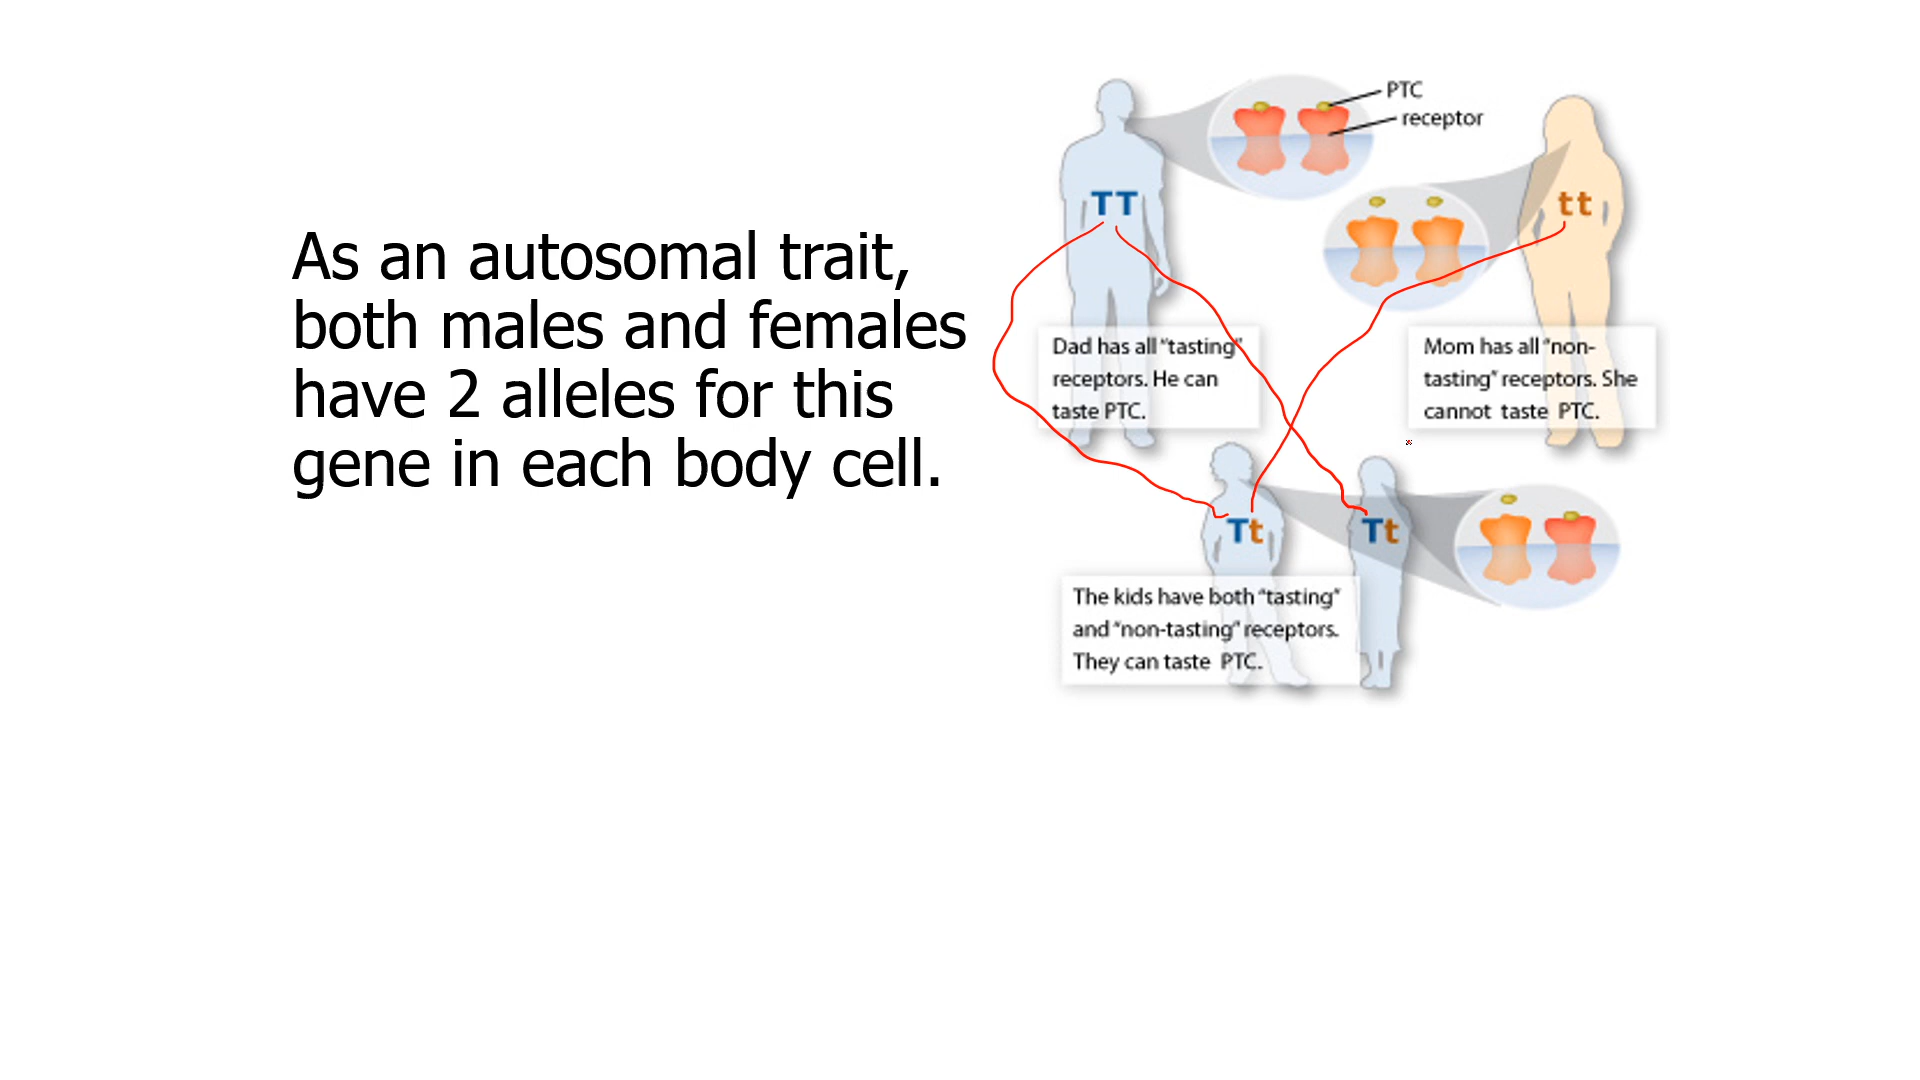 As an autosomal trait,
both males and females
have 2 alleles for this
gene in each body cell.
PTC
receptor
TT
tt
Dad has all "tasting"
receptors. He can
taste PTC.
Mom has all "non-
tasting" receptors. She
cannot taste PTC.
Tt
Tt
The kids have both "tasting"
and "non-tasting" receptors.
They can taste PTC.